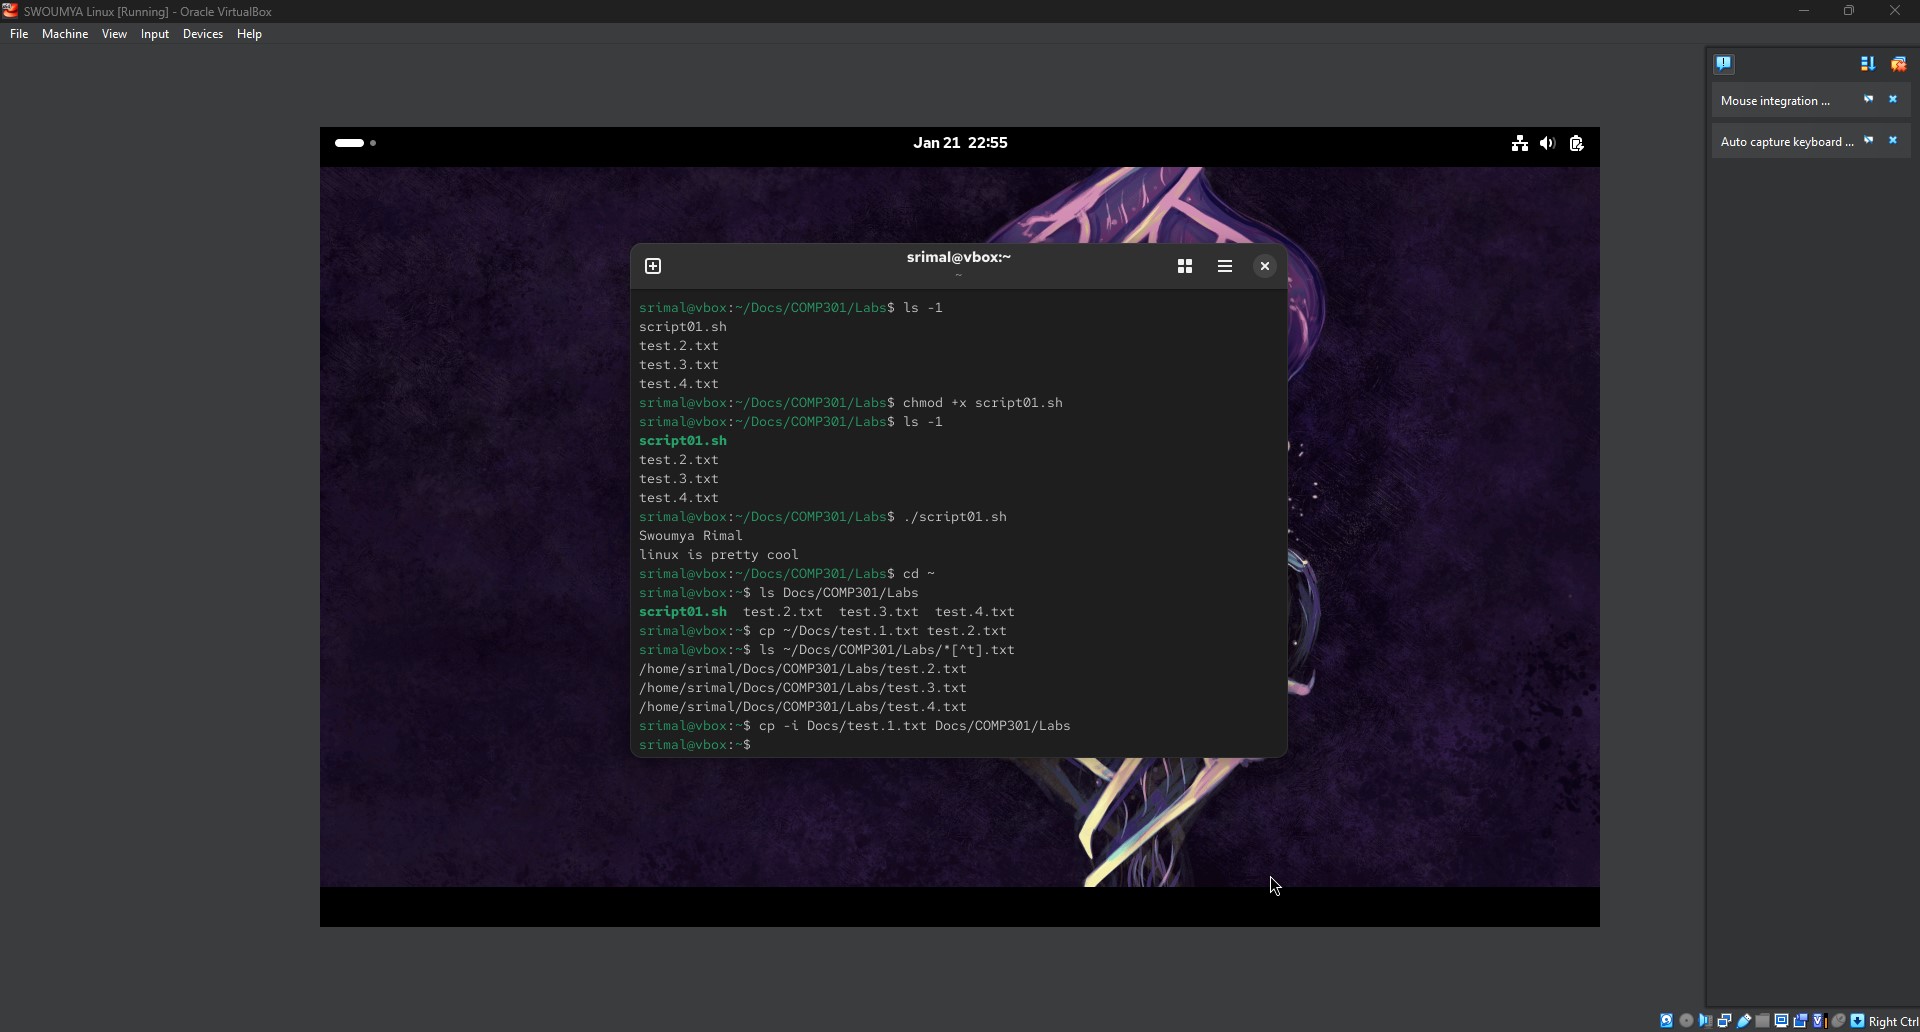 SWOUMYA Linux [Running] - Oracle VirtualBox
File Machine View Input Devices Help
Mouse integration ...
Auto capture keyboard ...
Jan 21 22:55
srimal@vbox:~
~
srimal@vbox:~/Docs/COMP301/Labs$ ls -1
script01.sh
test.2.txt
test.3.txt
test.4.txt
srimal@vbox:~/Docs/COMP301/Labs$ chmod +x script01.sh
srimal@vbox:~/Docs/COMP301/Labs$ ls -1
script01.sh
test.2.txt
test.3.txt
test.4.txt
srimal@vbox:~/Docs/COMP301/Labs$ ./script01.sh
Swoumya Rimal
linux is pretty cool
srimal@vbox:~/Docs/COMP301/Labs$ cd ~
srimal@vbox:~$ ls Docs/COMP301/Labs
script01.sh test.2.txt test.3.txt test.4.txt
srimal@vbox:~$ cp ~/Docs/test.1.txt test.2.txt
srimal@vbox:~$ ls ~/Docs/COMP301/Labs/*[^t].txt
/home/srimal/Docs/COMP301/Labs/test.2.txt
/home/srimal/Docs/COMP301/Labs/test.3.txt
/home/srimal/Docs/COMP301/Labs/test.4.txt
srimal@vbox:~$ cp -i Docs/test.1.txt Docs/COMP301/Labs
srimal@vbox:~$
Right Ctrl